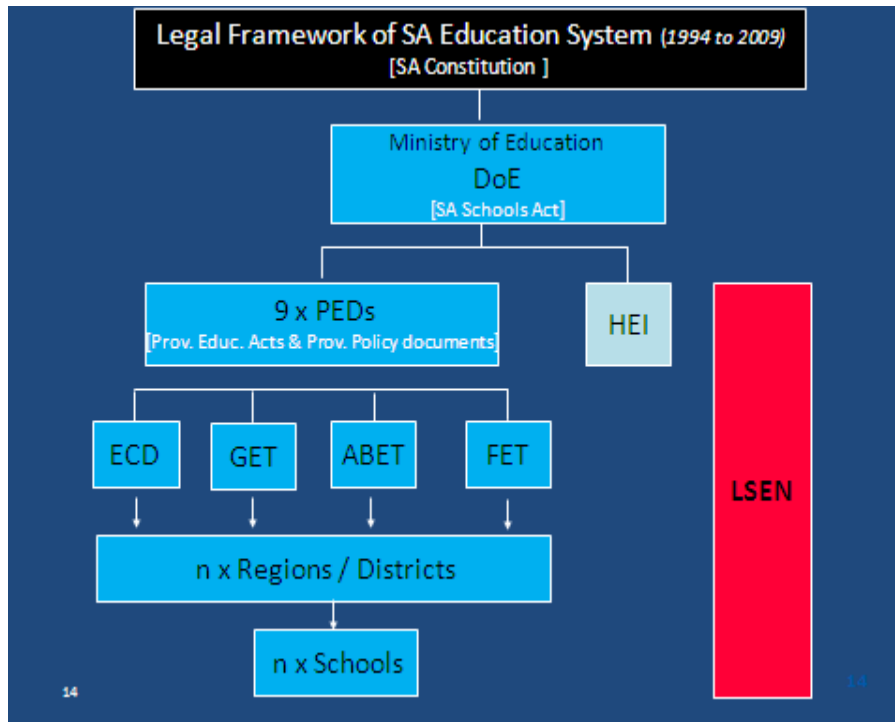 Legal Framework of SA Education System (1994 to 2009)
[SA Constitution ]
Ministry of Education
DoE
[SA Schools Act]
9 x PEDs
[Prov. Educ. Acts & Prov. Policy documents]
HEI
ECD
GET
ABET
FET
LSEN
n x Regions / Districts
n x Schools
14
14